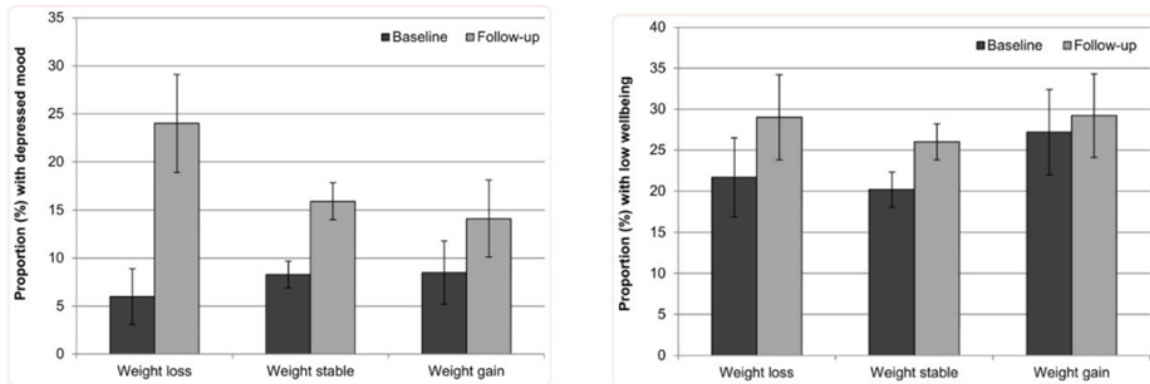 Proportion (%) with depressed mood
35
30
25
20
15
10
5
0
Baseline Follow-up
Weight loss Weight stable Weight gain
Proportion (%) with low wellbeing
40
35
30
25
20
15
10
5
0
Baseline Follow-up
Weight loss Weight stable Weight gain